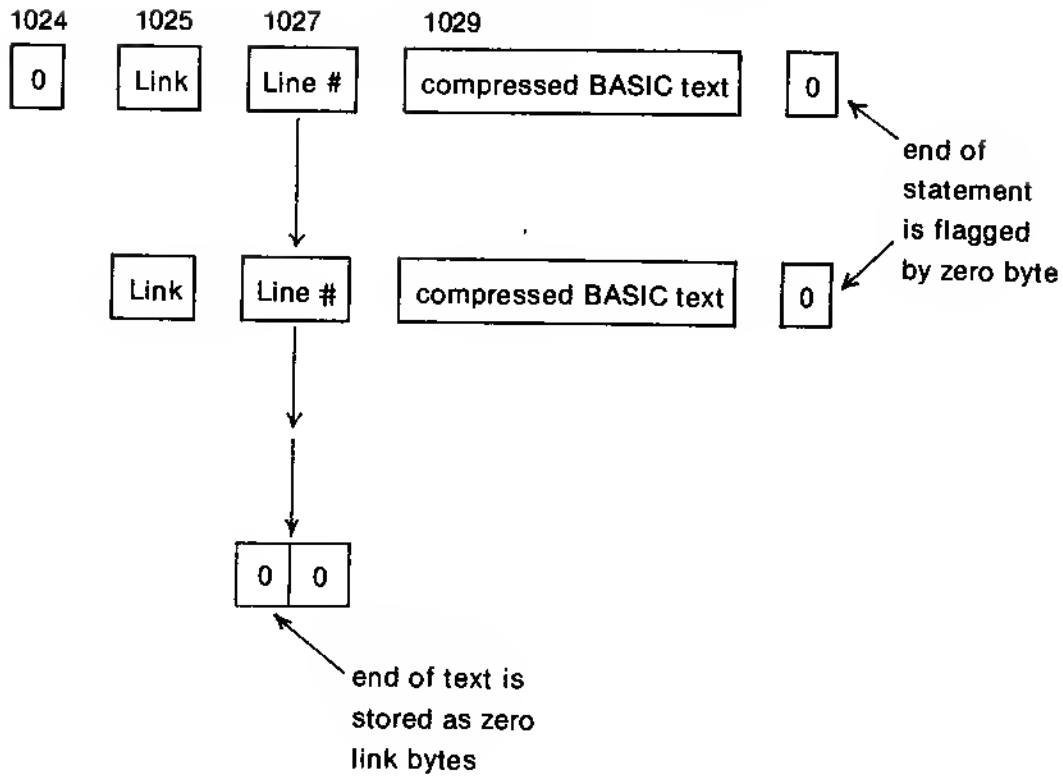 1024 1025 1027 1029
0 Link Line # compressed BASIC text 0
end of
statement
is flagged
by zero byte
Link Line # compressed BASIC text 0
0 0
end of text is
stored as zero
link bytes